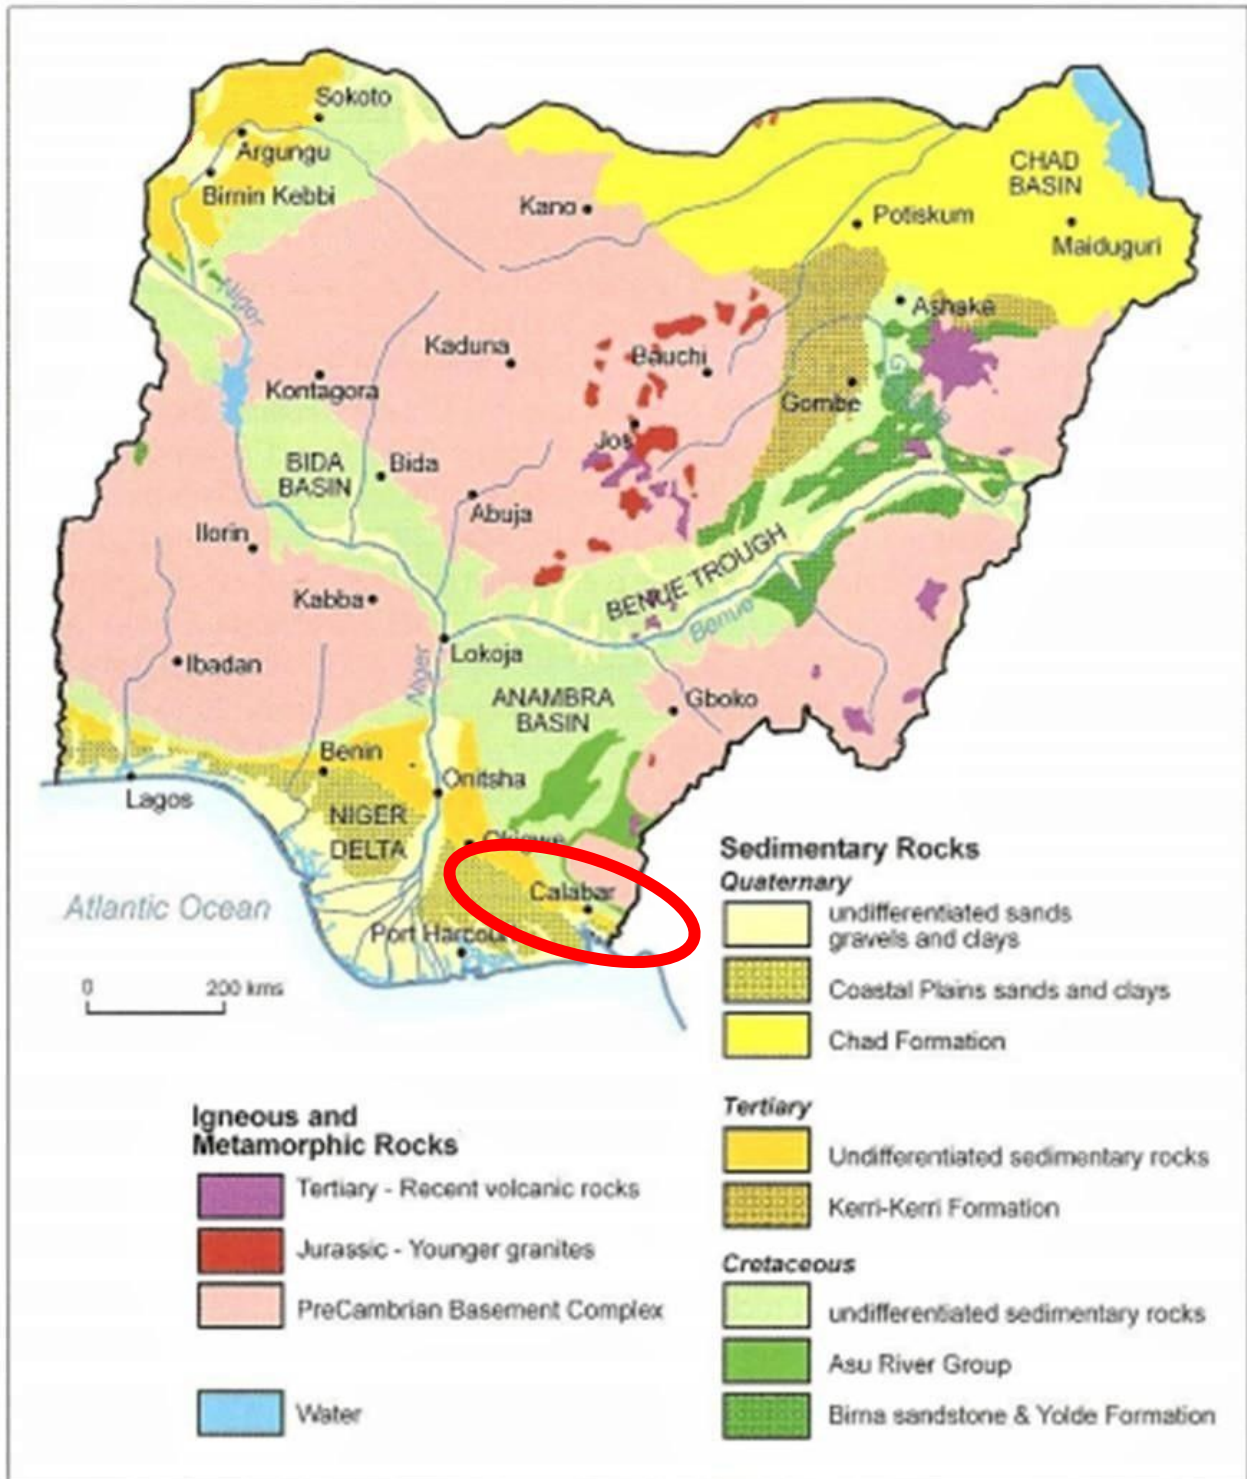 Sokoto
Argungu
Birnin Kebbi
Kano
CHAD
BASIN
Potiskum
Maiduguri
Niger
Ashaka
Kaduna
Bauchi
Kontagora
Gombe
Jos
BIDA
BASIN
Bida
Abuja
Ilorin
BENUE TROUGH
Kabba
Benue
Ibadan
Lokoja
Niger
ANAMBRA
BASIN
Gboko
Benin
Onitsha
Lagos
NIGER
DELTA
Calabar
Atlantic Ocean
Port Harcourt
0 200 kms
Sedimentary Rocks
Quaternary
undifferentiated sands
gravels and clays
Coastal Plains sands and clays
Chad Formation
Tertiary
Undifferentiated sedimentary rocks
Kerri-Kerri Formation
Cretaceous
undifferentiated sedimentary rocks
Asu River Group
Bima sandstone & Yolde Formation
Igneous and
Metamorphic Rocks
Tertiary - Recent volcanic rocks
Jurassic - Younger granites
PreCambrian Basement Complex
Water